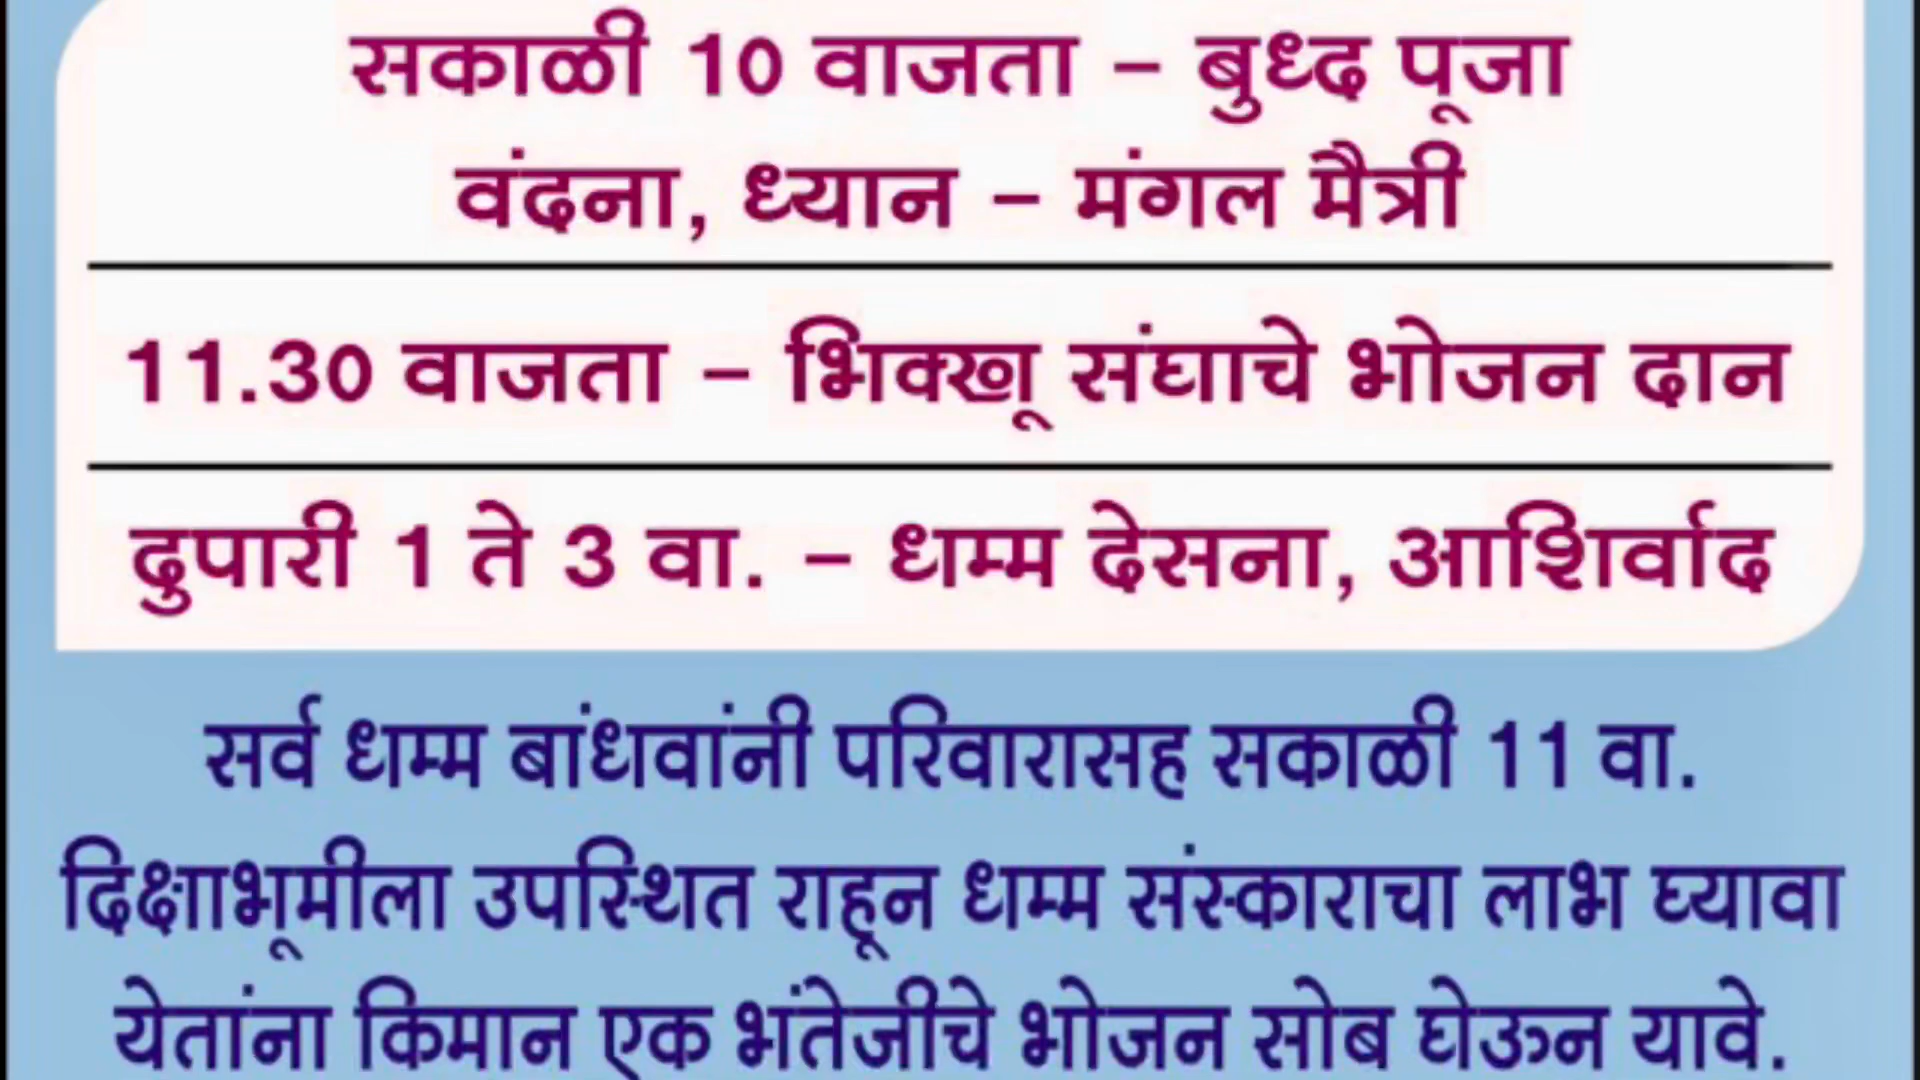 सकाळी 10 वाजता – बुध्द पूजा
वंदना, ध्यान – मंगल मैत्री
11.30 वाजता – भिक्खू संघाचे भोजन दान
दुपारी 1 ते 3 वा. – धम्म देसना, आशिर्वाद
सर्व धम्म बांधवांनी परिवारासह सकाळी 11 वा.
दिक्षाभूमीला उपस्थित राहून धम्म संस्काराचा लाभ घ्यावा
येतांना किमान एक भंतेजीचे भोजन सोब घेऊन यावे.